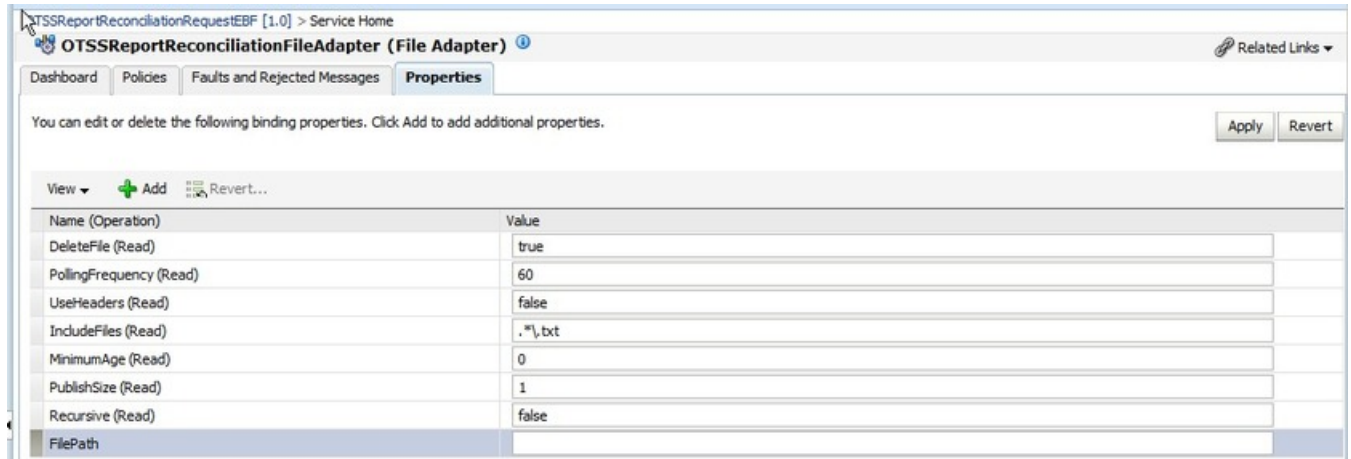 OTSSReportReconciliationRequestEBF [1.0] > Service Home
OTSSReportReconciliationFileAdapter (File Adapter)
Related Links
Dashboard Policies Faults and Rejected Messages Properties
You can edit or delete the following binding properties. Click Add to add additional properties.
Apply Revert
View Add Revert...
Name (Operation) Value
DeleteFile (Read) true
PollingFrequency (Read) 60
UseHeaders (Read) false
IncludeFiles (Read) .*\.txt
MinimumAge (Read) 0
PublishSize (Read) 1
Recursive (Read) false
FilePath